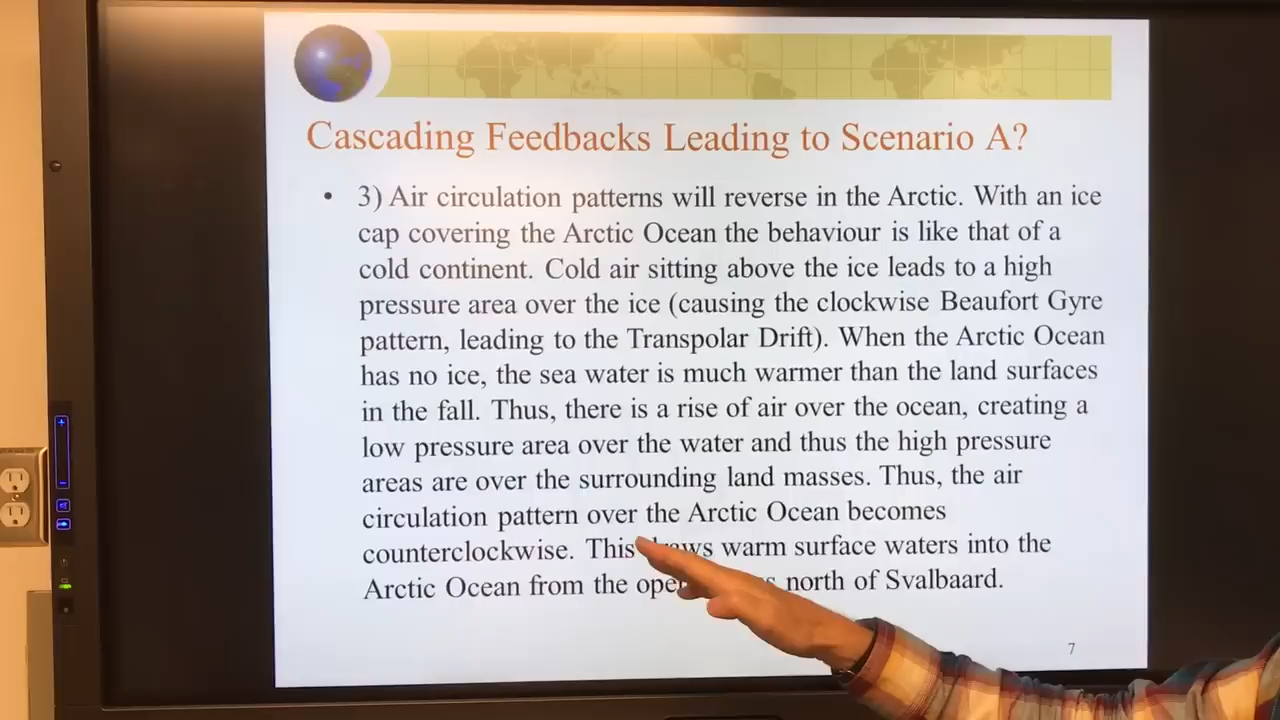 Cascading Feedbacks Leading to Scenario A?
• 3) Air circulation patterns will reverse in the Arctic. With an ice
cap covering the Arctic Ocean the behaviour is like that of a
cold continent. Cold air sitting above the ice leads to a high
pressure area over the ice (causing the clockwise Beaufort Gyre
pattern, leading to the Transpolar Drift). When the Arctic Ocean
has no ice, the sea water is much warmer than the land surfaces
in the fall. Thus, there is a rise of air over the ocean, creating a
low pressure area over the water and thus the high pressure
areas are over the surrounding land masses. Thus, the air
circulation pattern over the Arctic Ocean becomes
counterclockwise. This warm surface waters into the
Arctic Ocean from the north of Svalbaard.
7